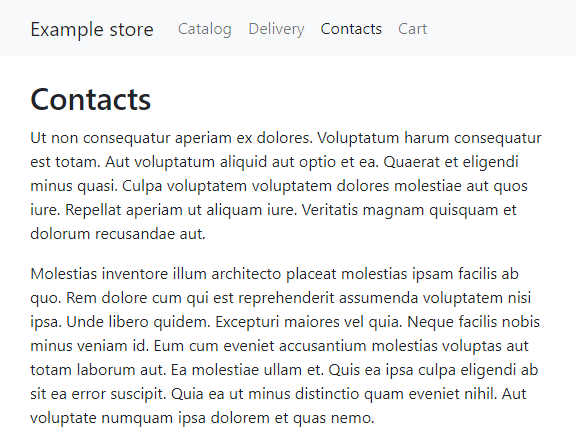 Example store Catalog Delivery Contacts Cart
Contacts
Ut non consequatur aperiam ex dolores. Voluptatum harum consequatur
est totam. Aut voluptatum aliquid aut optio et ea. Quaerat et eligendi
minus quasi. Culpa voluptatem voluptatem dolores molestiae aut quos
iure. Repellat aperiam ut aliquam iure. Veritatis magnam quisquam et
dolorum recusandae aut.
Molestias inventore illum architecto placeat molestias ipsam facilis ab
quo. Rem dolore cum qui est reprehenderit assumenda voluptatem nisi
ipsa. Unde libero quidem. Excepturi maiores vel quia. Neque facilis nobis
minus veniam id. Eum cum eveniet accusantium molestias voluptas aut
totam laborum aut. Ea molestiae ullam et. Quis ea ipsa culpa eligendi ab
sit ea error suscipit. Quia ea ut minus distinctio quam eveniet nihil. Aut
voluptate numquam ipsa dolorem et quas nemo.